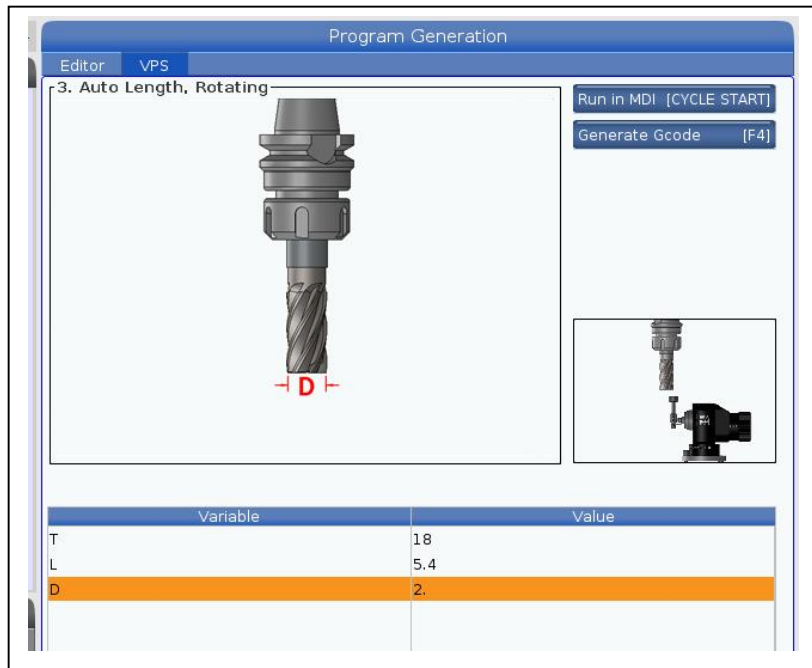 Program Generation
Editor VPS
3. Auto Length, Rotating
Run in MDI [CYCLE START]
Generate Gcode [F4]
D
Variable Value
T 18
L 5.4
D 2.